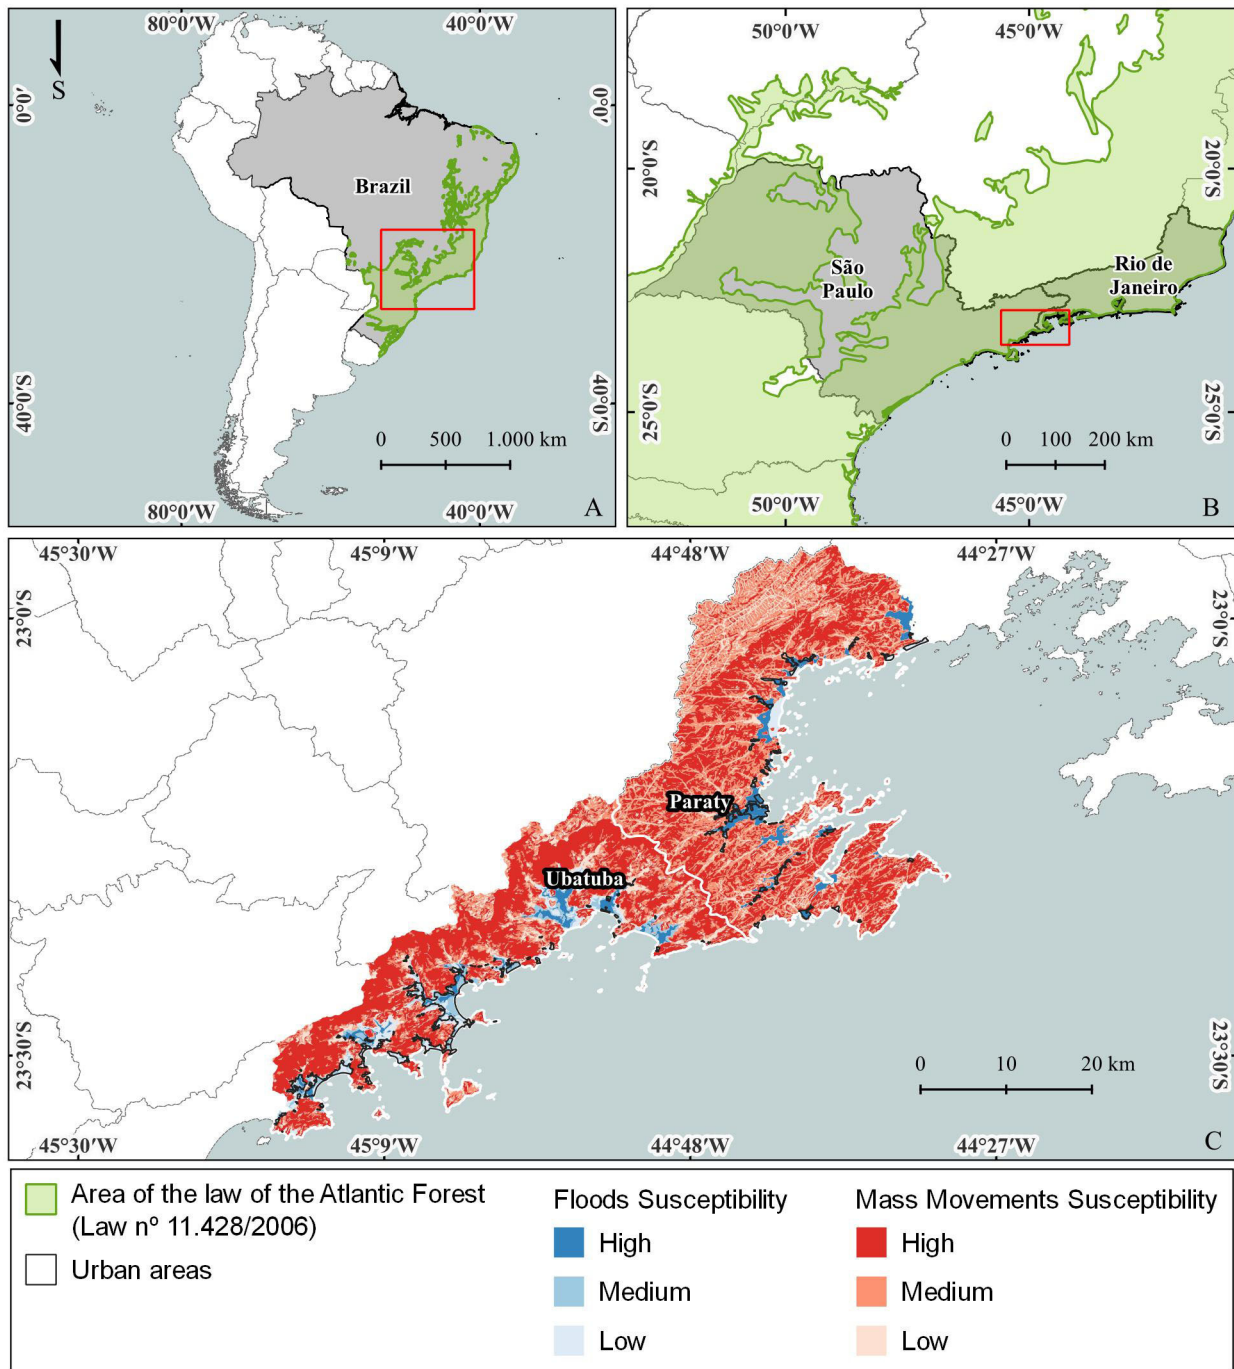 80°0'W
40°0'W
S
0°0'
0°0'
Brazil
40°0'S
40°0'S
0
500
1.000 km
80°0'W
40°0'W
A
50°0'W
45°0'W
20°0'S
20°0'S
São
Paulo
Rio de
Janeiro
25°0'S
25°0'S
0
100
200 km
50°0'W
45°0'W
B
45°30'W
45°9'W
44°48'W
44°27'W
23°0'S
23°0'S
Paraty
Ubatuba
23°30'S
23°30'S
0
10
20 km
45°30'W
45°9'W
44°48'W
44°27'W
C
Area of the law of the Atlantic Forest
(Law nº 11.428/2006)
Urban areas
Floods Susceptibility
High
Medium
Low
Mass Movements Susceptibility
High
Medium
Low